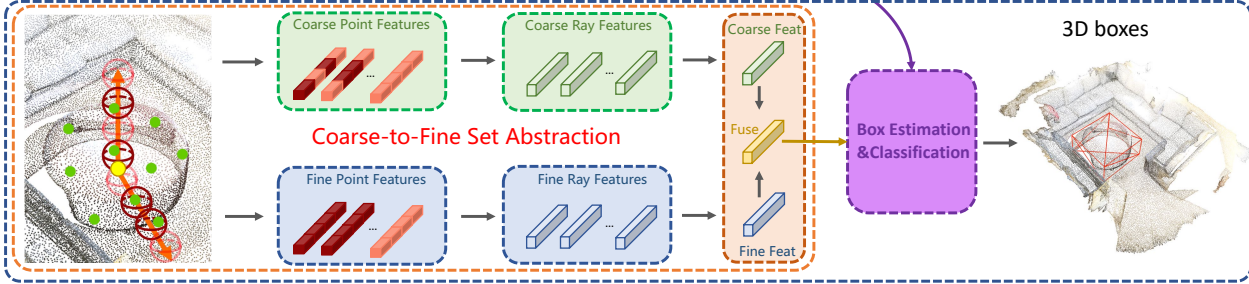 Coarse Point Features
...
Coarse Ray Features
...
Coarse Feat
3D boxes
Coarse-to-Fine Set Abstraction
Fuse
Box Estimation
&Classification
Fine Point Features
...
Fine Ray Features
...
Fine Feat